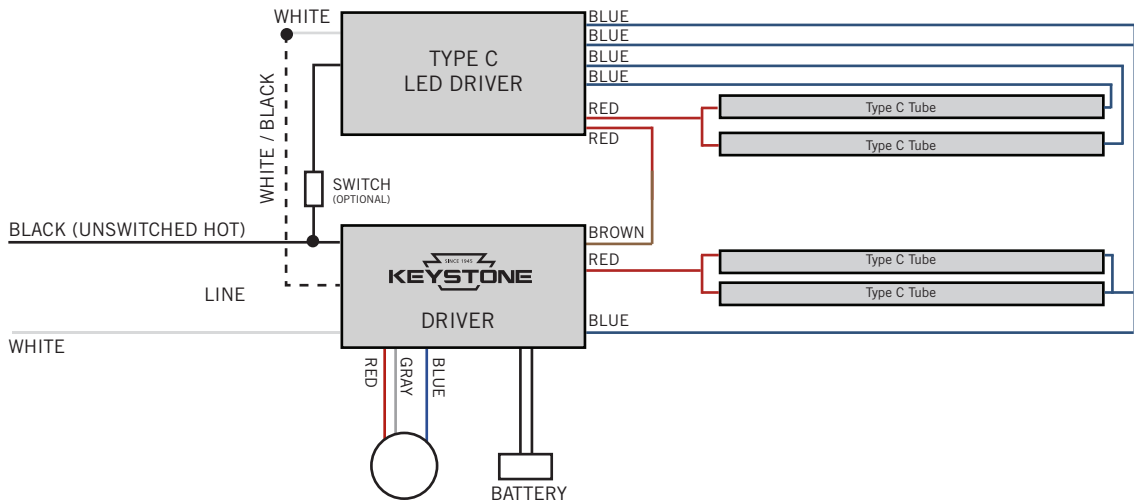 WHITE
BLUE
BLUE
BLUE
BLUE
TYPE C
LED DRIVER
RED
RED
Type C Tube
Type C Tube
WHITE / BLACK
SWITCH
(OPTIONAL)
BLACK (UNSWITCHED HOT)
BROWN
SINCE 1945
KEYSTONE
RED
Type C Tube
Type C Tube
LINE
DRIVER
BLUE
WHITE
RED
GRAY
BLUE
BATTERY